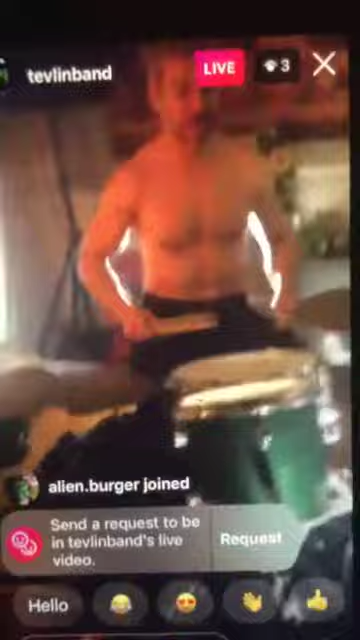 tevlinband
LIVE
3
alien.burger joined
Send a request to be
in tevlinband's live
video.
Request
Hello